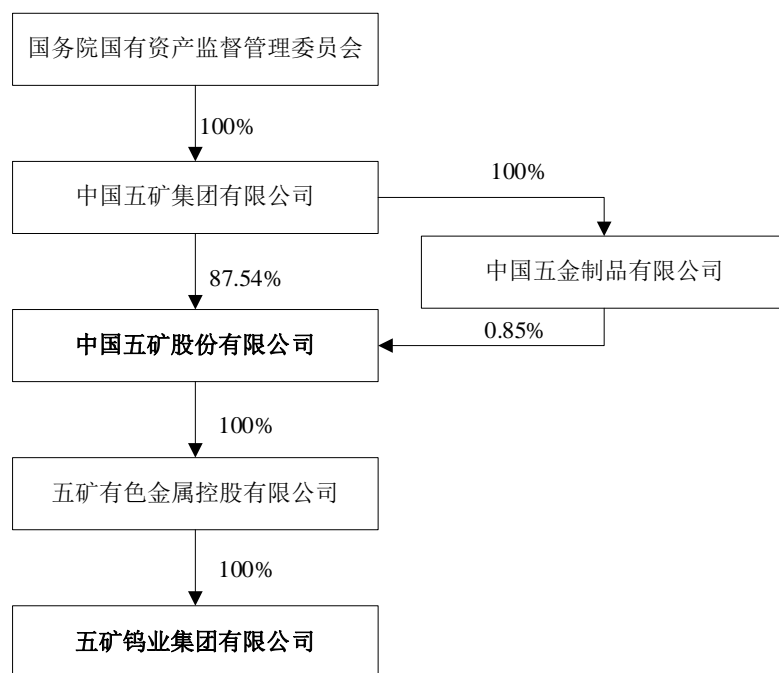 国务院国有资产监督管理委员会
100%
中国五矿集团有限公司
100%
中国五金制品有限公司
87.54%
0.85%
中国五矿股份有限公司
100%
五矿有色金属控股有限公司
100%
五矿钨业集团有限公司